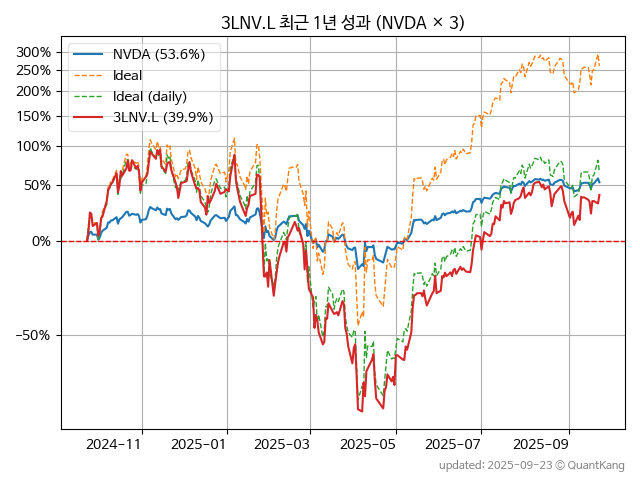 3LNV.L 최근 1년 성과 (NVDA × 3)
300%
250%
200%
150%
100%
50%
0%
−50%
NVDA (53.6%)
Ideal
Ideal (daily)
3LNV.L (39.9%)
2024-11
2025-01
2025-03
2025-05
2025-07
2025-09
updated: 2025-09-23 © QuantKang